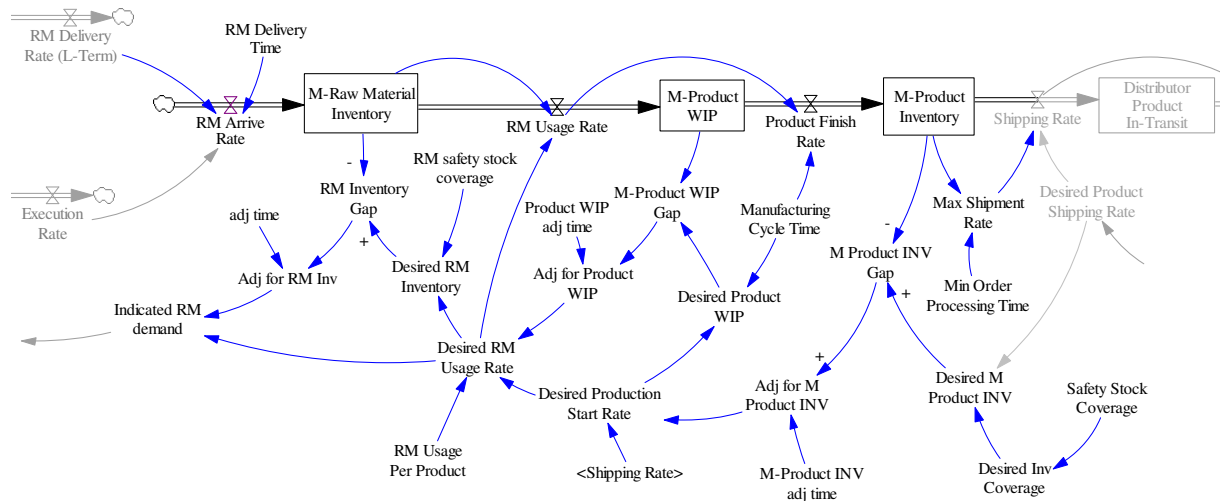 RM Delivery
Rate (L-Term)
RM Delivery
Time
M-Raw Material
Inventory
M-Product
WIP
M-Product
Inventory
Distributor
Product
In-Transit
RM Arrive
Rate
RM Usage Rate
Product Finish
Rate
Shipping Rate
-
RM Inventory
Gap
+
RM safety stock
coverage
M-Product WIP
Gap
Product WIP
adj time
Manufacturing
Cycle Time
Max Shipment
Rate
Desired Product
Shipping Rate
Execution
Rate
adj time
Adj for RM Inv
Desired RM
Inventory
Adj for Product
WIP
Desired Product
WIP
-
M Product INV
Gap
+
Min Order
Processing Time
Indicated RM
demand
Desired RM
Usage Rate
Desired Production
Start Rate
+
Adj for M
Product INV
Desired M
Product INV
Safety Stock
Coverage
RM Usage
Per Product
<Shipping Rate>
M-Product INV
adj time
Desired Inv
Coverage